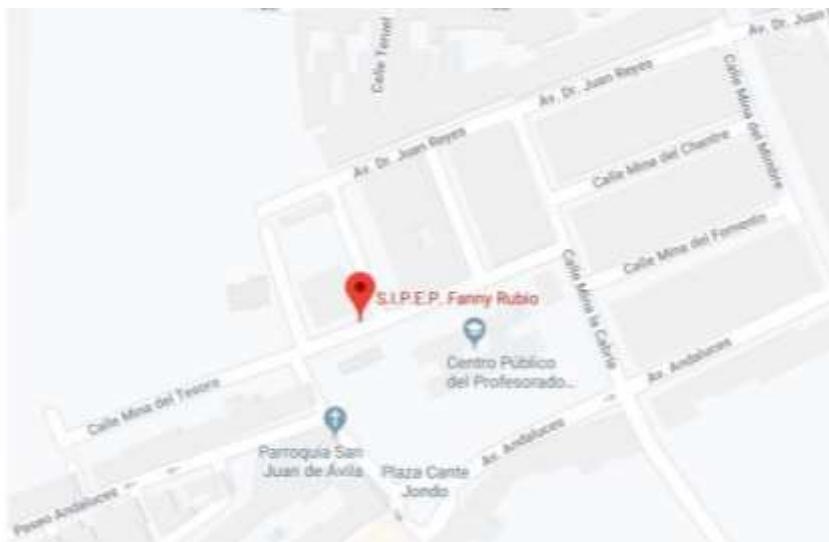 Av. Dr. Juan
Calle Teruel
Av. Dr. Juan Reyes
Av. Dr. Juan Reyes
Calle Mina del Mimbre
Calle Mina del Chantre
Calle Mina del Fomento
S.I.P.E.P. Fanny Rubio
Calle Mina la Cabria
Centro Público
del Profesorado...
Av. Andaluces
Calle Mina del Tesoro
Parroquia San
Juan de Ávila
Plaza Cante
Jondo
Av. Andaluces
Paseo Andaluces